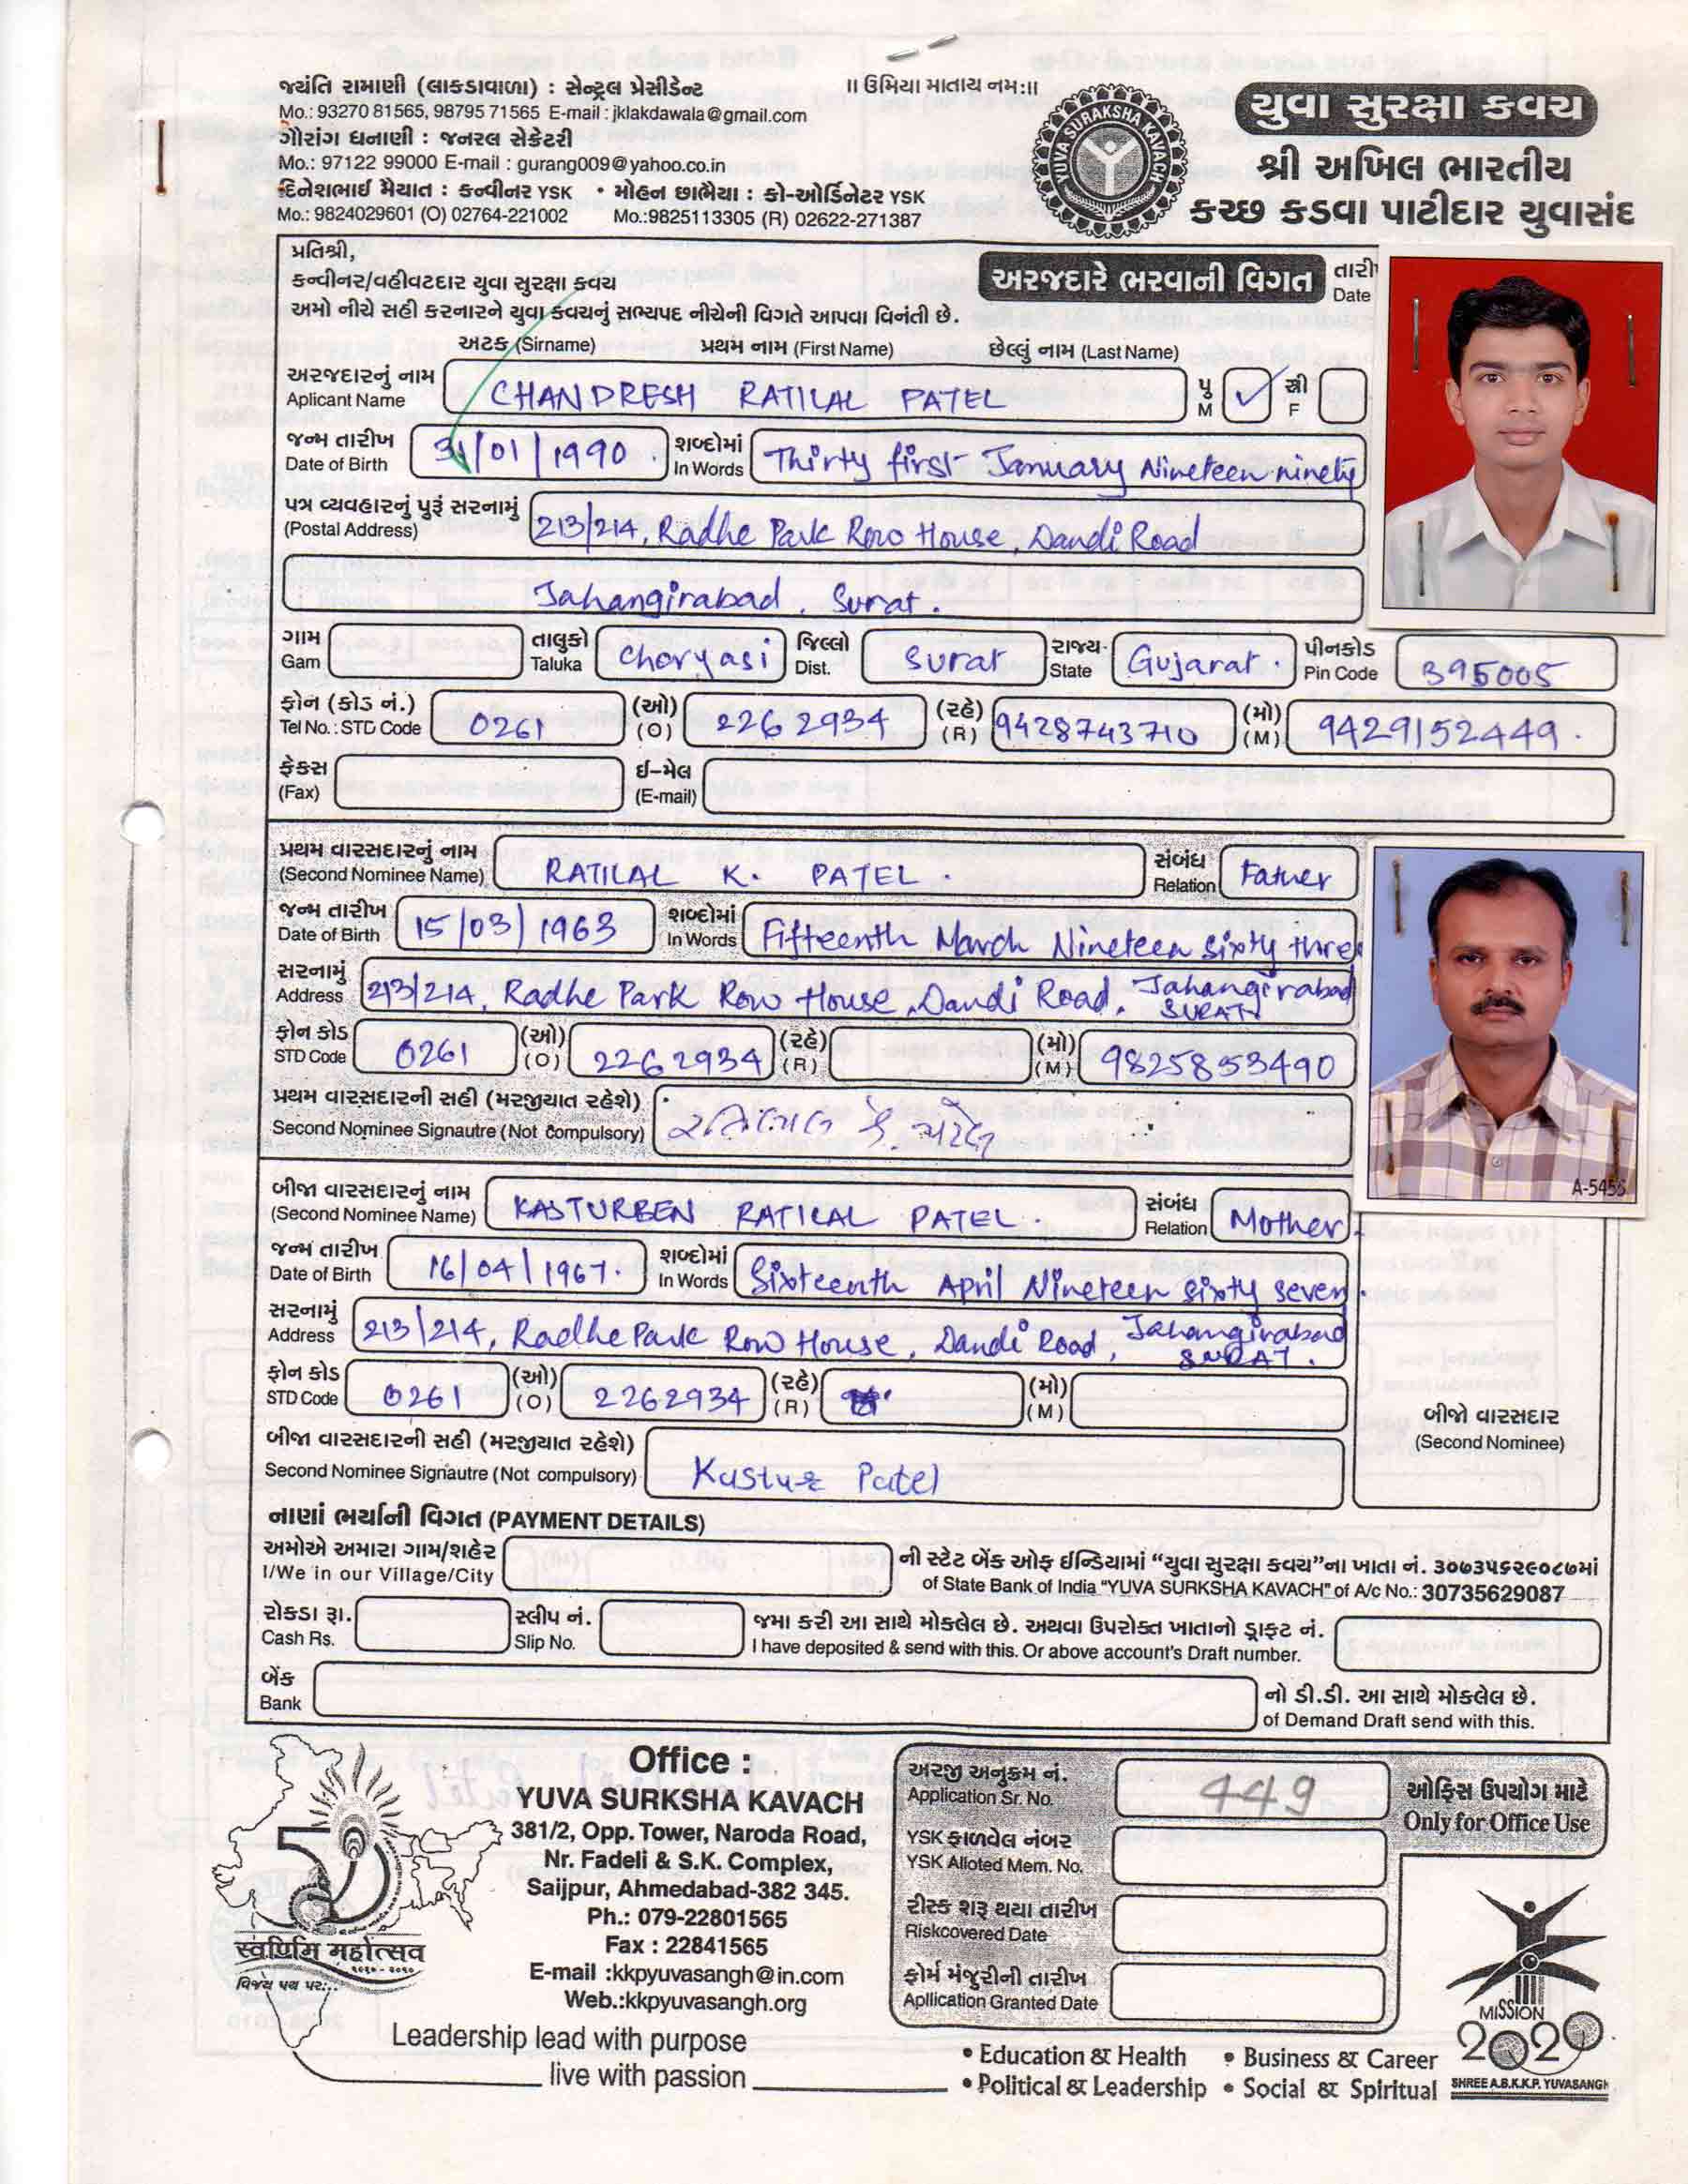 જયંતિ રામાણી (લાકડાવાળા) : સેન્ટ્રલ પ્રેસીડેન્ટ
Mo.: 93270 81565, 98795 71565 E-mail : jklakdawala@gmail.com
ગૌરાંગ ધનાણી : જનરલ સેક્રેટરી
Mo.: 97122 99000 E-mail : gurang009@yahoo.co.in
દિનેશભાઈ મૈયાત : કન્વીનર YSK • મોહન છાભૈયા : કો-ઓર્ડિનેટર YSK
Mo.: 9824029601 (O) 02764-221002 Mo.:9825113305 (R) 02622-271387
॥ ઉમિયા માતાય નમ:॥
YUVA SURAKSHA KAVACH
યુવા સુરક્ષા કવચ
શ્રી અખિલ ભારતીય
કચ્છ કડવા પાટીદાર યુવાસંઘ
પ્રતિશ્રી,
કન્વીનર/વહીવટદાર યુવા સુરક્ષા કવચ
અમો નીચે સહી કરનારને યુવા કવચનું સભ્યપદ નીચેની વિગતે આપવા વિનંતી છે.
અરજદારે ભરવાની વિગત
Date
અટક (Sirname) પ્રથમ નામ (First Name) છેલ્લું નામ (Last Name)
અરજદારનું નામ
Aplicant Name CHANDRESH RATILAL PATEL પુ M ✓ સ્ત્રી F
જન્મ તારીખ
Date of Birth 31/01/1990 શબ્દોમાં In Words Thirty first January Nineteen ninety
પત્ર વ્યવહારનું પુરૂં સરનામું
(Postal Address) 213/214, Radhe Park Row House, Dandi Road
Jahangirabad, Surat.
ગામ Gam તાલુકો Taluka Choryasi જિલ્લો Dist. Surat રાજ્ય State Gujarat. પીનકોડ Pin Code 395005
ફોન (કોડ નં.)
Tel No.: STD Code 0261 (ઓ) (O) 2262934 (રહે) (R) 9428743710 (મો) (M) 9429152449.
ફેકસ (Fax) ઈ-મેલ (E-mail)
પ્રથમ વારસદારનું નામ
(Second Nominee Name) RATILAL K. PATEL. સંબંધ Relation Father
જન્મ તારીખ
Date of Birth 15/03/1963 શબ્દોમાં In Words Fifteenth March Nineteen sixty three
સરનામું
Address 213/214, Radhe Park Row House, Dandi Road, Jahangirabad
SURAT
ફોન કોડ
STD Code 0261 (ઓ) (O) 2262934 (રહે) (R) (મો) (M) 9825853490
પ્રથમ વારસદારની સહી (મરજીયાત રહેશે)
Second Nominee Signautre (Not compulsory) રતિલાલ કે. પટેલ
A-5456
બીજા વારસદારનું નામ
(Second Nominee Name) KASTURBEN RATILAL PATEL. સંબંધ Relation Mother.
જન્મ તારીખ
Date of Birth 16/04/1967. શબ્દોમાં In Words Sixteenth April Nineteen sixty seven.
સરનામું
Address 213/214, Radhe Park Row House, Dandi Road, Jahangirabad
SURAT.
ફોન કોડ
STD Code 0261 (ઓ) (O) 2262934 (રહે) (R) (મો) (M)
બીજા વારસદારની સહી (મરજીયાત રહેશે)
Second Nominee Signautre (Not compulsory) Kastur Patel
બીજો વારસદાર
(Second Nominee)
નાણાં ભર્યાની વિગત (PAYMENT DETAILS)
અમોએ અમારા ગામ/શહેર ની સ્ટેટ બેંક ઓફ ઈન્ડિયામાં “યુવા સુરક્ષા કવચ”ના ખાતા નં. ૩૦૭૩૫૬૨૯૦૮૭માં
I/We in our Village/City of State Bank of India "YUVA SURKSHA KAVACH" of A/c No.: 30735629087
રોકડા રૂા. સ્લીપ નં. જમા કરી આ સાથે મોકલેલ છે. અથવા ઉપરોક્ત ખાતાનો ડ્રાફ્ટ નં.
Cash Rs. Slip No. I have deposited & send with this. Or above account's Draft number.
બેંક નો ડી.ડી. આ સાથે મોકલેલ છે.
Bank of Demand Draft send with this.
स्वर्णिम महोत्सव
વિજય પથ પર...
Office :
YUVA SURKSHA KAVACH
381/2, Opp. Tower, Naroda Road,
Nr. Fadeli & S.K. Complex,
Saijpur, Ahmedabad-382 345.
Ph.: 079-22801565
Fax : 22841565
E-mail :kkpyuvasangh@in.com
Web.:kkpyuvasangh.org
Leadership lead with purpose
live with passion
અરજી અનુક્રમ નં.
Application Sr. No. 449
ઓફિસ ઉપયોગ માટે
Only for Office Use
YSK ફાળવેલ નંબર
YSK Alloted Mem. No.
રીસ્ક શરૂ થયા તારીખ
Riskcovered Date
ફોર્મ મંજુરીની તારીખ
Apllication Granted Date
• Education & Health • Business & Career
• Political & Leadership • Social & Spiritual
MISSION
2020
SHREE A.B.K.K.P. YUVASANGH